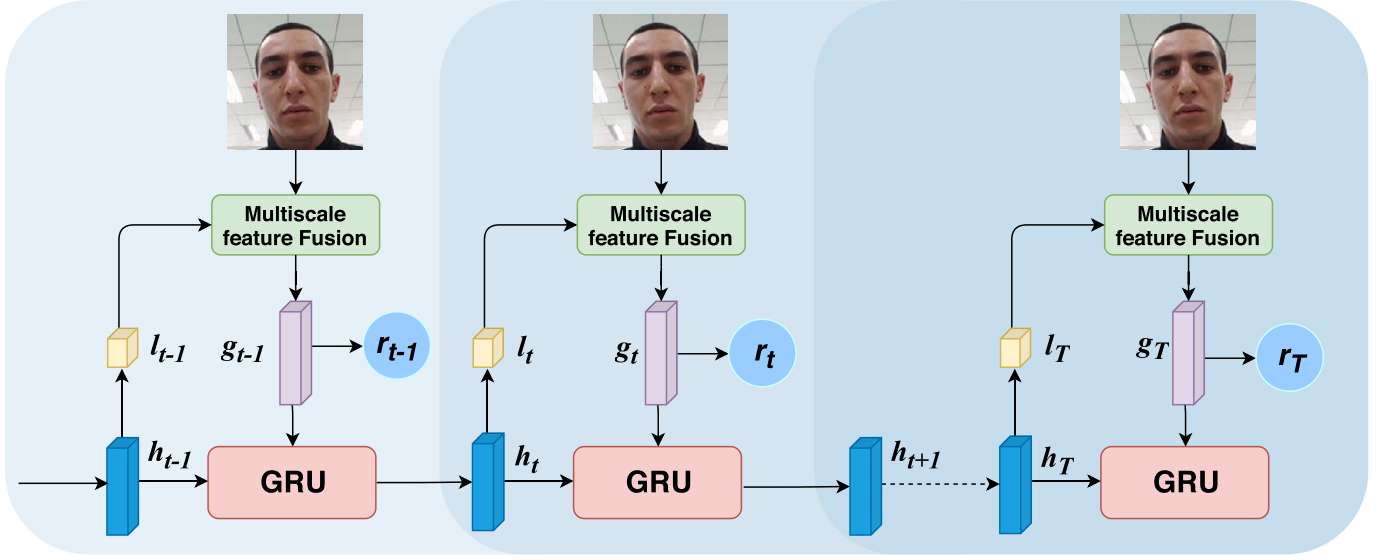 Multiscale
feature Fusion
Multiscale
feature Fusion
Multiscale
feature Fusion
l_{t-1}
g_{t-1}
r_{t-1}
l_t
g_t
r_t
l_T
g_T
r_T
h_{t-1}
GRU
h_t
GRU
h_{t+1}
h_T
GRU